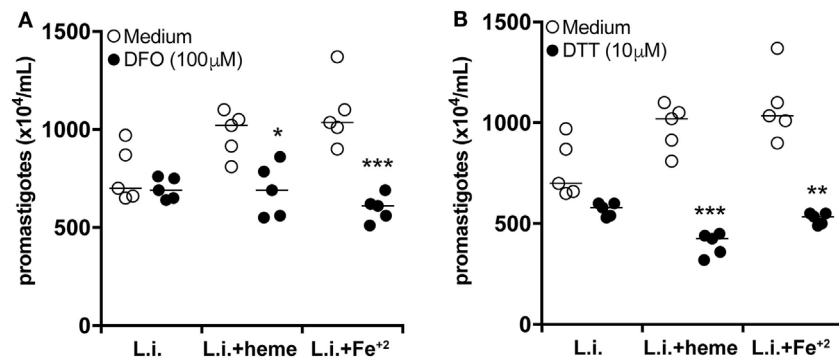 A
1500
1000
500
0
promastigotes (x10⁴/mL)
Medium
DFO (100μM)
*
***
L.i.
L.i.+heme
L.i.+Fe⁺²
B
1500
1000
500
0
promastigotes (x10⁴/mL)
Medium
DTT (10μM)
***
**
L.i.
L.i.+heme
L.i.+Fe⁺²